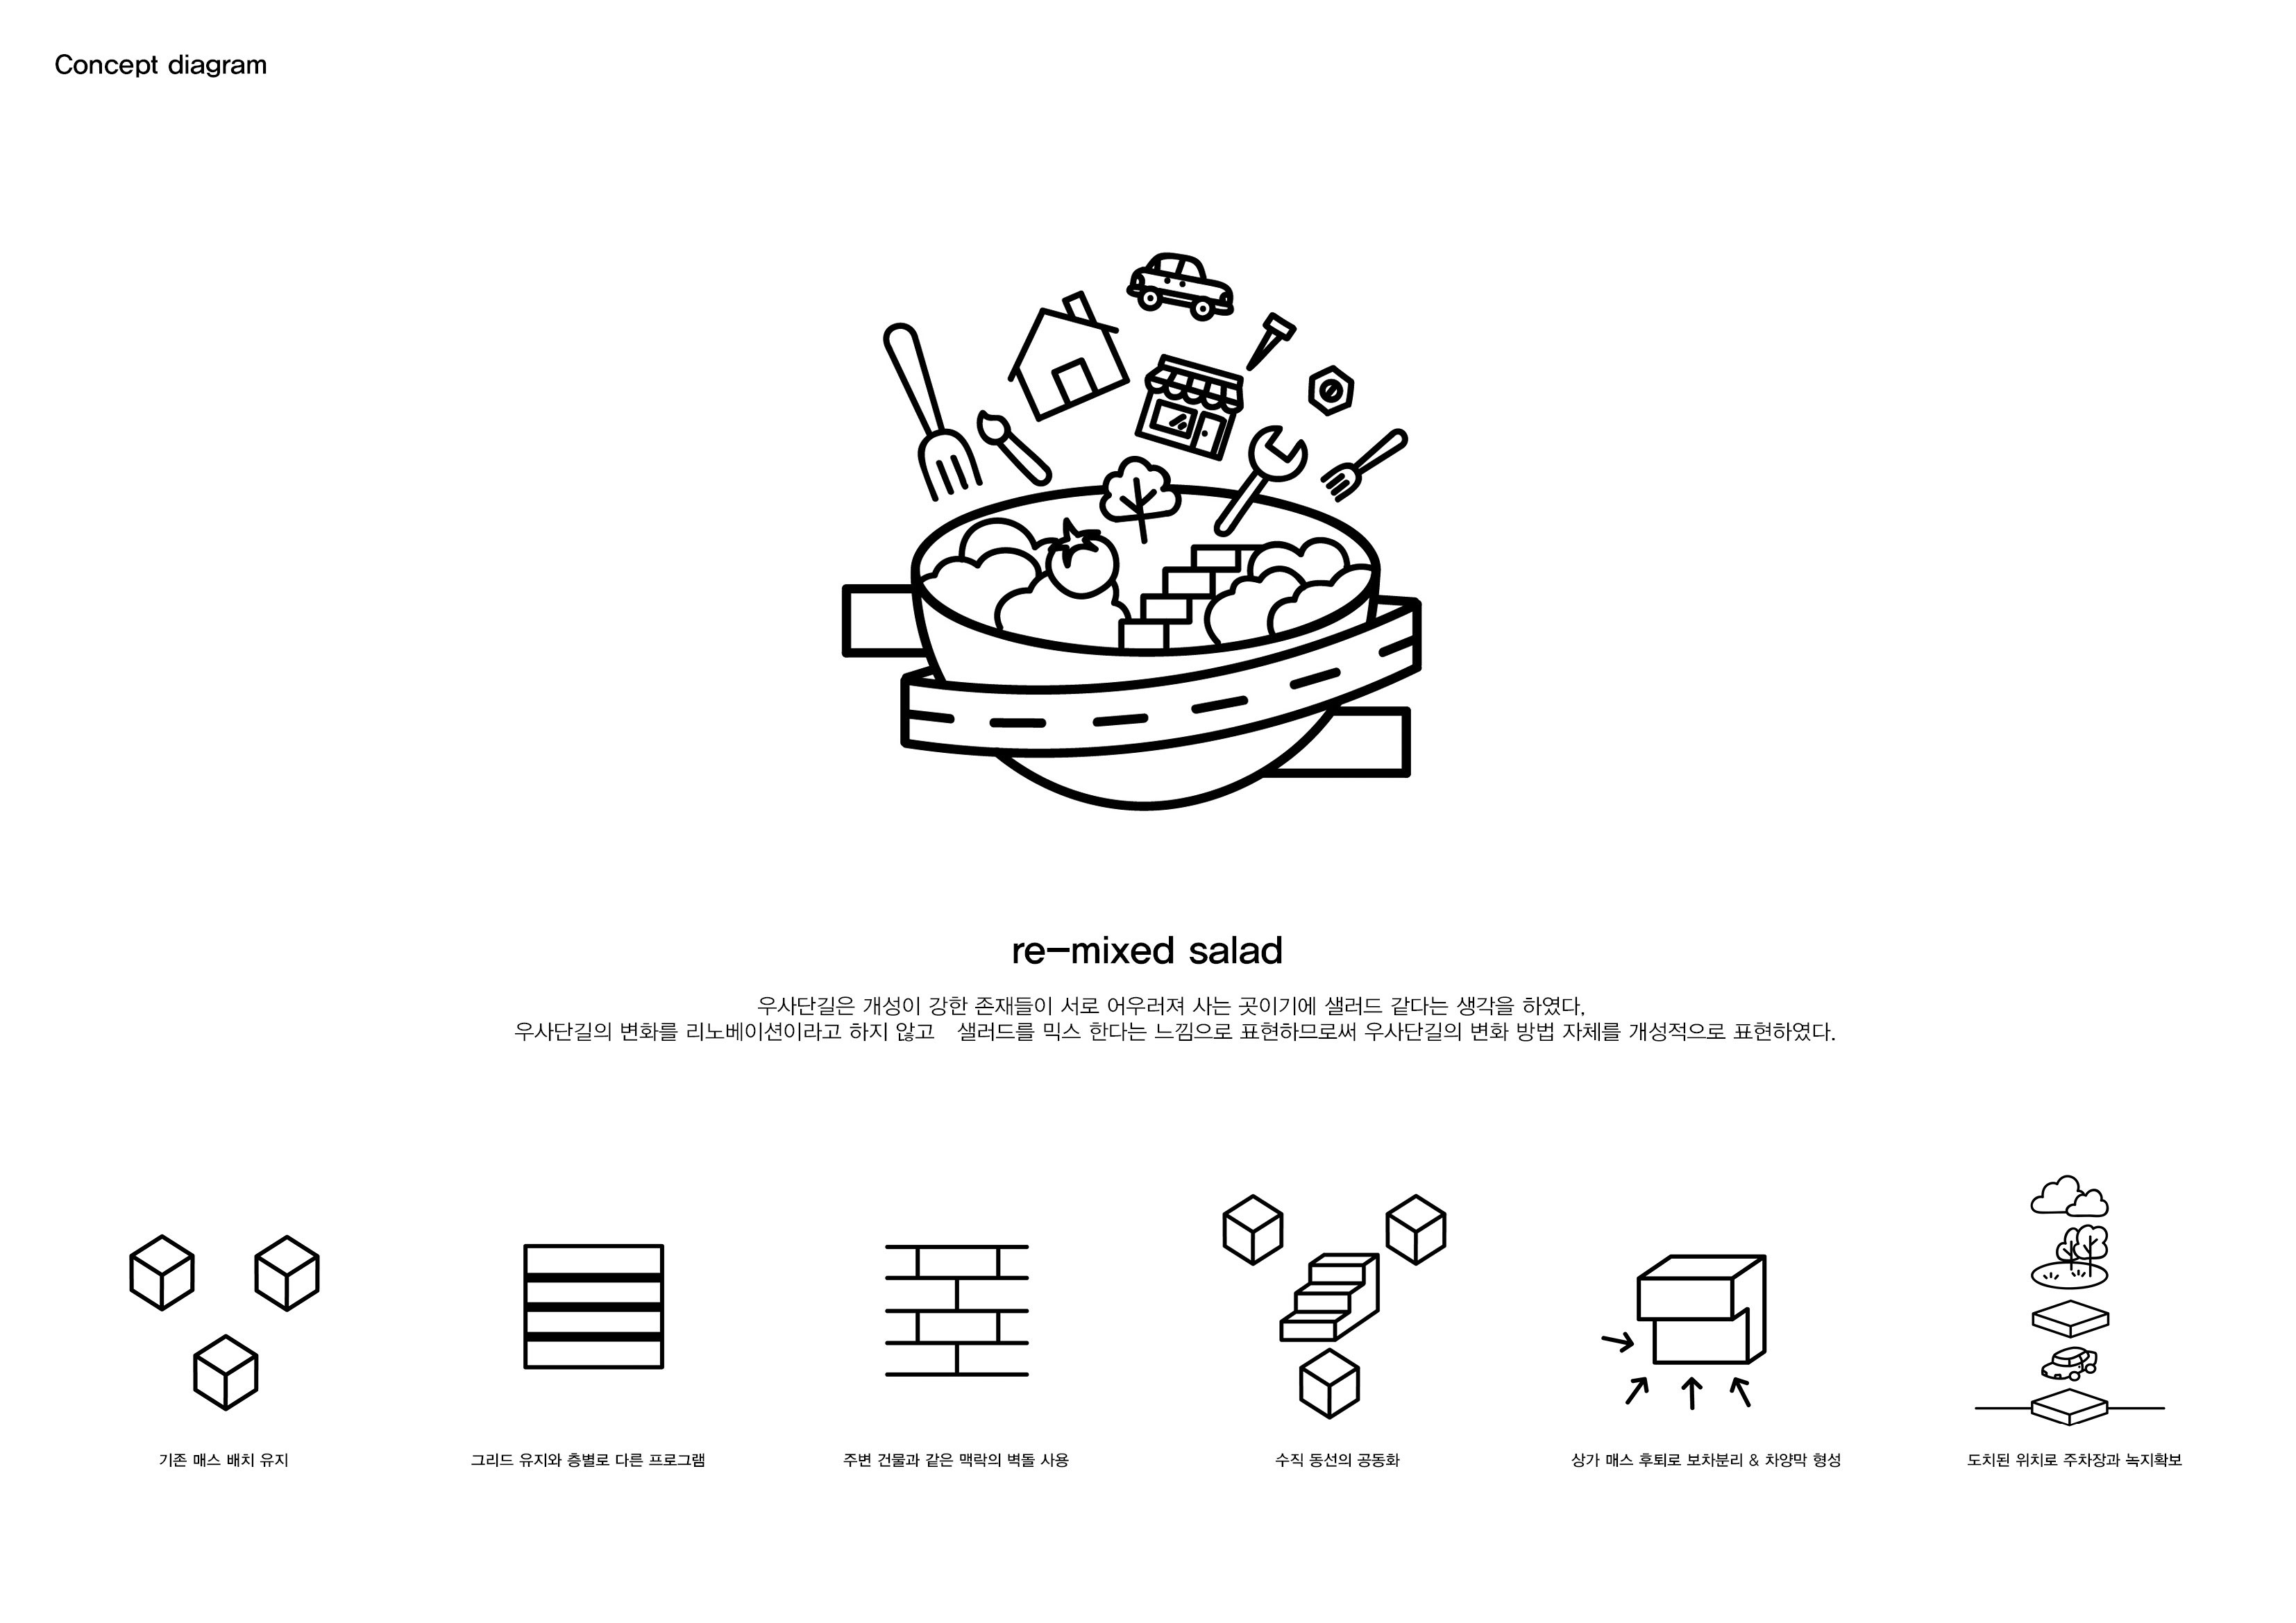 Concept diagram
re-mixed salad
우사단길은 개성이 강한 존재들이 서로 어우러져 사는 곳이기에 샐러드 같다는 생각을 하였다,
우사단길의 변화를 리노베이션이라고 하지 않고 샐러드를 믹스 한다는 느낌으로 표현하므로써 우사단길의 변화 방법 자체를 개성적으로 표현하였다.
기존 매스 배치 유지
그리드 유지와 층별로 다른 프로그램
주변 건물과 같은 맥락의 벽돌 사용
수직 동선의 공동화
상가 매스 후퇴로 보차분리 & 차양막 형성
도치된 위치로 주차장과 녹지확보